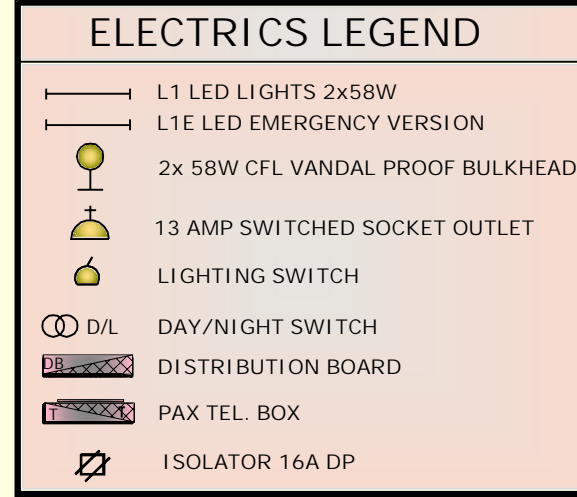 ELECTRICS LEGEND
L1 LED LIGHTS 2x58W
L1E LED EMERGENCY VERSION
2x 58W CFL VANDAL PROOF BULKHEAD
13 AMP SWITCHED SOCKET OUTLET
LIGHTING SWITCH
D/L DAY/NIGHT SWITCH
DB DISTRIBUTION BOARD
T T PAX TEL. BOX
ISOLATOR 16A DP